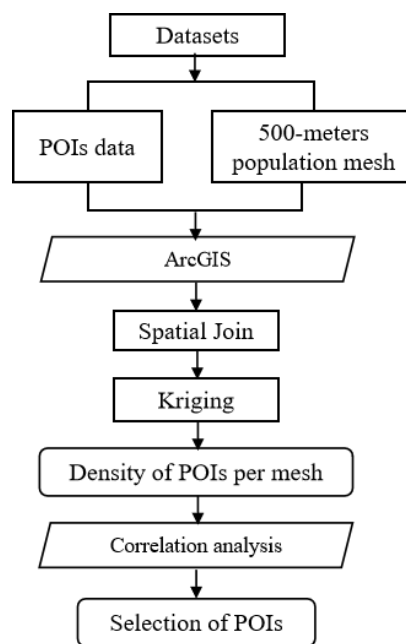 Datasets
POIs data
500-meters
population mesh
ArcGIS
Spatial Join
Kriging
Density of POIs per mesh
Correlation analysis
Selection of POIs